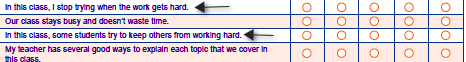 In this class, I stop trying when the work gets hard.
Our class stays busy and doesn't waste time.
In this class, some students try to keep others from working hard.
My teacher has several good ways to explain each topic that we cover in
this class.